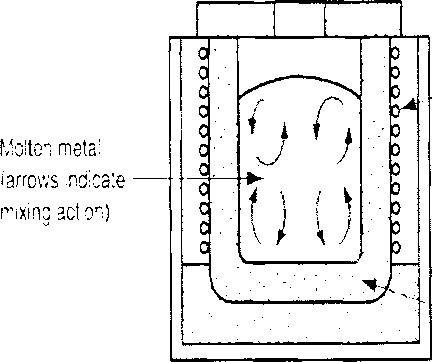 Molten metal
(arrows indicate
mixing action)